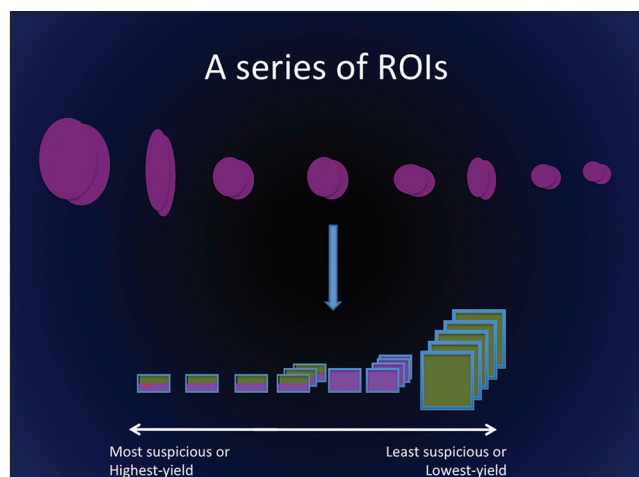 A series of ROIs
Most suspicious or
Highest-yield
Least suspicious or
Lowest-yield